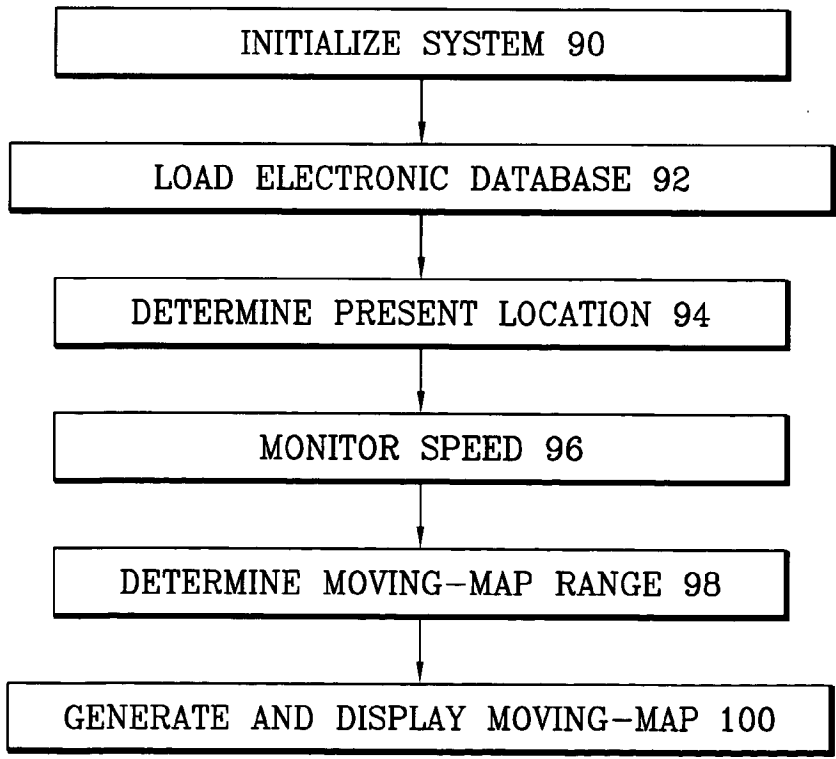 INITIALIZE SYSTEM 90
LOAD ELECTRONIC DATABASE 92
DETERMINE PRESENT LOCATION 94
MONITOR SPEED 96
DETERMINE MOVING-MAP RANGE 98
GENERATE AND DISPLAY MOVING-MAP 100